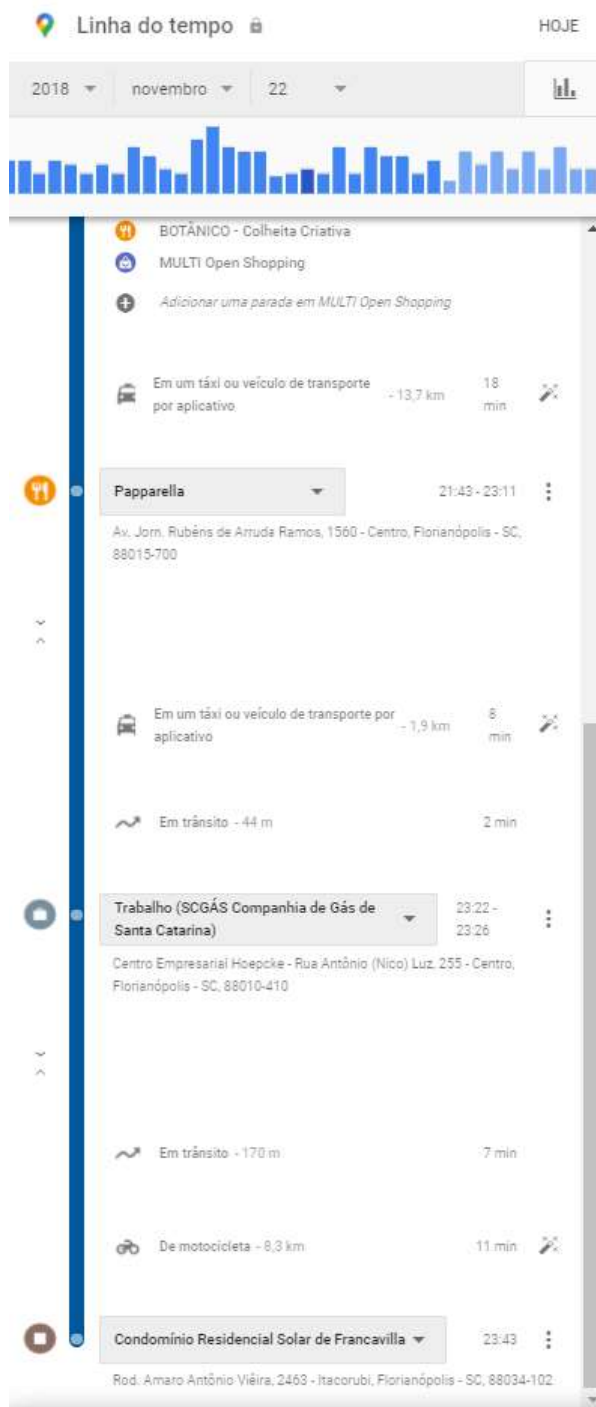 Linha do tempo
HOJE
2018 novembro 22
BOTÂNICO - Colheita Criativa
MULTI Open Shopping
Adicionar uma parada em MULTI Open Shopping
Em um táxi ou veículo de transporte
por aplicativo
- 13,7 km
18
min
Papparella
21:43 - 23:11
Av. Jorn. Rubéns de Arruda Ramos, 1560 - Centro, Florianópolis - SC,
88015-700
Em um táxi ou veículo de transporte por
aplicativo
- 1,9 km
8
min
Em trânsito - 44 m
2 min
Trabalho (SCGÁS Companhia de Gás de
Santa Catarina)
23:22 -
23:26
Centro Empresarial Hoepcke - Rua Antônio (Nico) Luz, 255 - Centro,
Florianópolis - SC, 88010-410
Em trânsito - 170 m
7 min
De motocicleta - 8,3 km
11 min
Condomínio Residencial Solar de Francavilla
23:43
Rod. Amaro Antônio Viêira, 2463 - Itacorubi, Florianópolis - SC, 88034-102